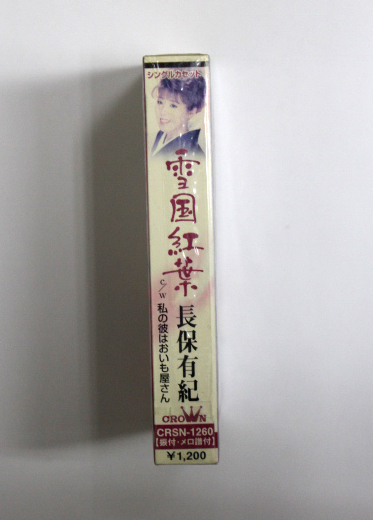 シングルカセット
雪国紅葉
c/w 私の彼はおいも屋さん
長保有紀
CROWN
CRSN-1260
【振付・メロ譜付】
¥1,200